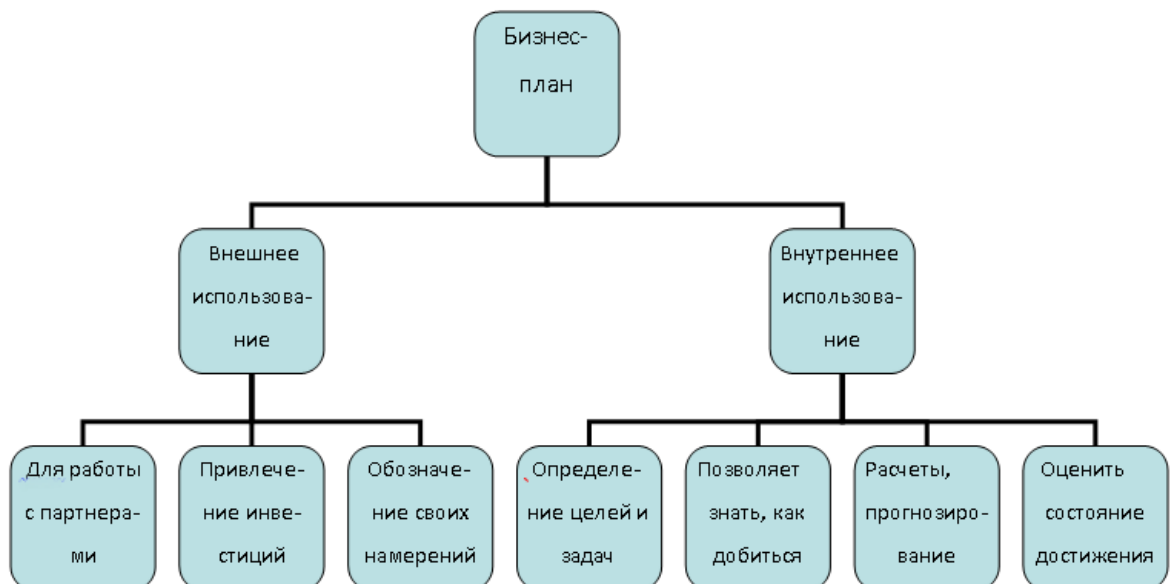 Бизнес-
план
Внешнее
использова-
ние
Внутреннее
использова-
ние
Для работы
с партнера-
ми
Привлече-
ние инве-
стиций
Обозначе-
ние своих
намерений
Определе-
ние целей и
задач
Позволяет
знать, как
добиться
Расчеты,
прогнозиро-
вание
Оценить
состояние
достижения